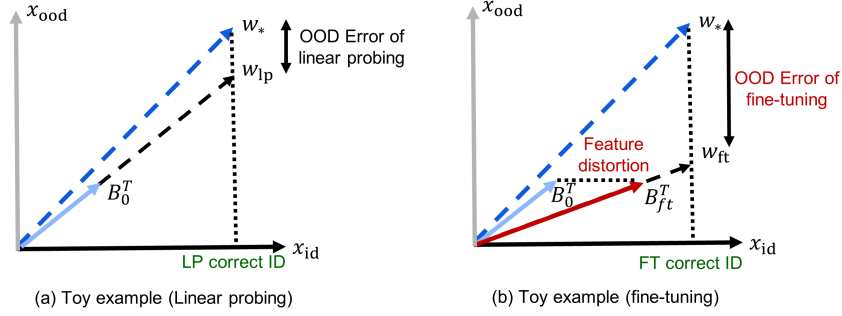 x_ood
w_*
OOD Error of
linear probing
w_lp
B_0^T
x_id
LP correct ID
(a) Toy example (Linear probing)
x_ood
w_*
OOD Error of
fine-tuning
Feature
distortion
w_ft
B_0^T
B_ft^T
x_id
FT correct ID
(b) Toy example (fine-tuning)